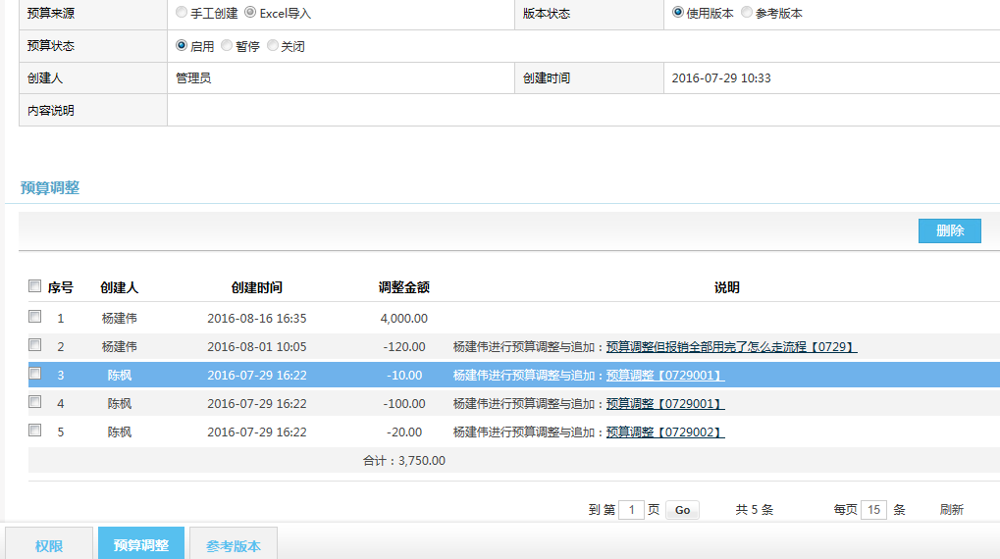 预算来源 手工创建 Excel导入 版本状态 使用版本 参考版本
预算状态 启用 暂停 关闭
创建人 管理员 创建时间 2016-07-29 10:33
内容说明
预算调整
删除
序号 创建人 创建时间 调整金额 说明
1 杨建伟 2016-08-16 16:35 4,000.00
2 杨建伟 2016-08-01 10:05 -120.00 杨建伟进行预算调整与追加：预算调整但报销全部用完了怎么走流程【0729】
3 陈枫 2016-07-29 16:22 -10.00 杨建伟进行预算调整与追加：预算调整【0729001】
4 陈枫 2016-07-29 16:22 -100.00 杨建伟进行预算调整与追加：预算调整【0729001】
5 陈枫 2016-07-29 16:22 -20.00 杨建伟进行预算调整与追加：预算调整【0729002】
合计：3,750.00
到 第 1 页 Go 共 5 条 每页 15 条 刷新
权限 预算调整 参考版本